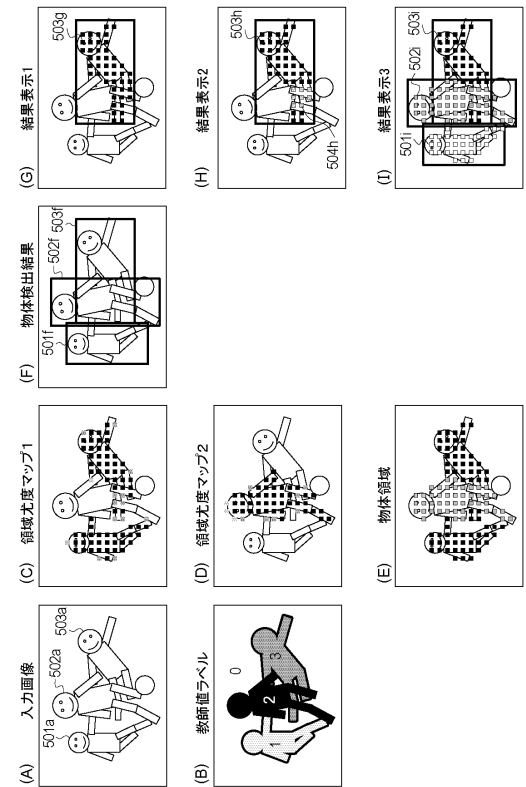 (A) 入力画像
501a
502a
503a
(B) 教師値ラベル
0
1
2
3
(C) 領域尤度マップ1
(D) 領域尤度マップ2
(E) 物体領域
(F) 物体検出結果
501f
502f
503f
(G) 結果表示1
503g
(H) 結果表示2
503h
504h
(I) 結果表示3
501i
502i
503i